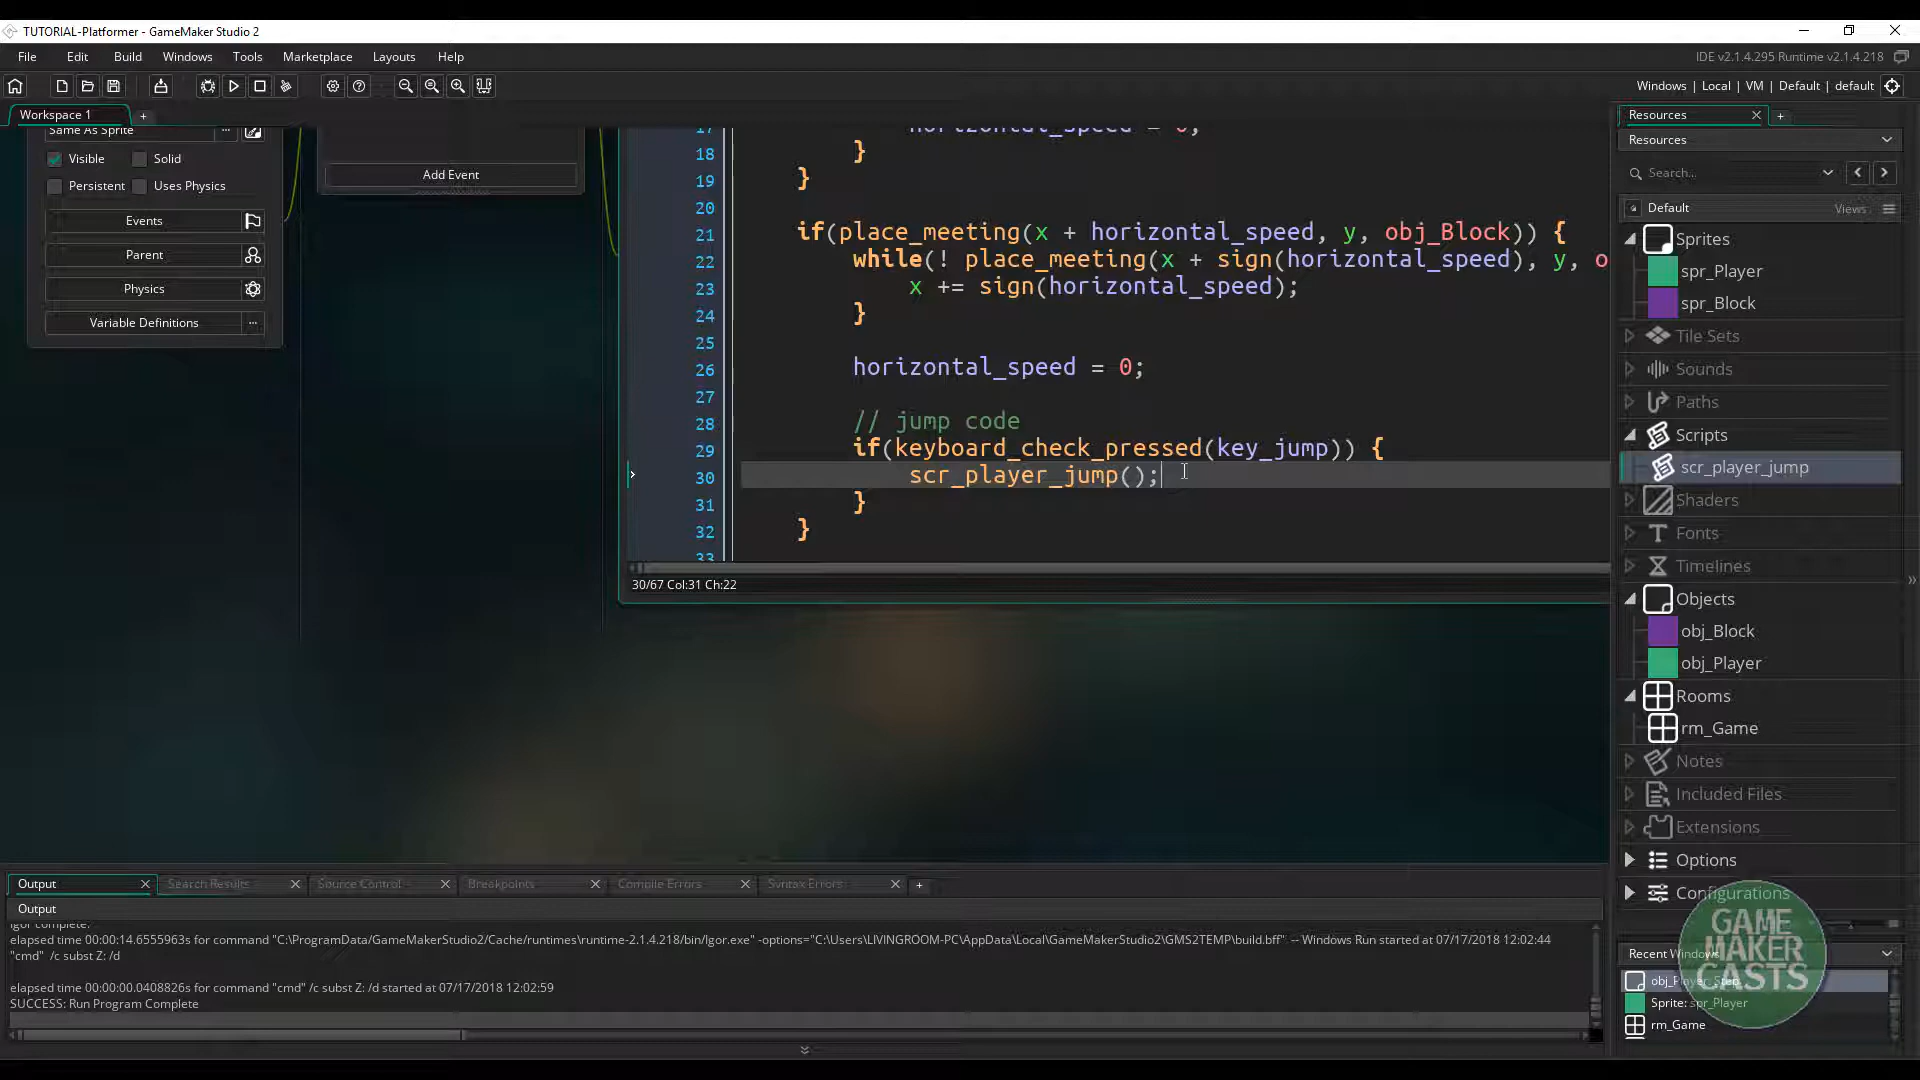 TUTORIAL-Platformer - GameMaker Studio 2
File Edit Build Windows Tools Marketplace Layouts Help
IDE v2.1.4.295 Runtime v2.1.4.218
Windows | Local | VM | Default | default
Workspace 1 +
Same As Sprite ...
Visible Solid
Persistent Uses Physics
Events
Parent
Physics
Variable Definitions ...
Add Event
17 horizontal_speed = 0;
18 }
19 }
20
21 if(place_meeting(x + horizontal_speed, y, obj_Block)) {
22 while(! place_meeting(x + sign(horizontal_speed), y, o
23 x += sign(horizontal_speed);
24 }
25
26 horizontal_speed = 0;
27
28 // jump code
29 if(keyboard_check_pressed(key_jump)) {
30 scr_player_jump();
31 }
32 }
33
30/67 Col:31 Ch:22
Resources +
Resources
Search...
Default Views
Sprites
spr_Player
spr_Block
Tile Sets
Sounds
Paths
Scripts
scr_player_jump
Shaders
Fonts
Timelines
Objects
obj_Block
obj_Player
Rooms
rm_Game
Notes
Included Files
Extensions
Options
Configurations
GAME
MAKER
CASTS
Recent Windows
obj_Player: Step
Sprite: spr_Player
rm_Game
Output Search Results Source Control Breakpoints Compile Errors Syntax Errors +
Output
Igor complete.
elapsed time 00:00:14.6555963s for command "C:\ProgramData/GameMakerStudio2/Cache/runtimes\runtime-2.1.4.218/bin/Igor.exe" -options="C:\Users\LIVINGROOM-PC\AppData\Local\GameMakerStudio2\GMS2TEMP\build.bff" -- Windows Run started at 07/17/2018 12:02:44
"cmd" /c subst Z: /d
elapsed time 00:00:00.0408826s for command "cmd" /c subst Z: /d started at 07/17/2018 12:02:59
SUCCESS: Run Program Complete